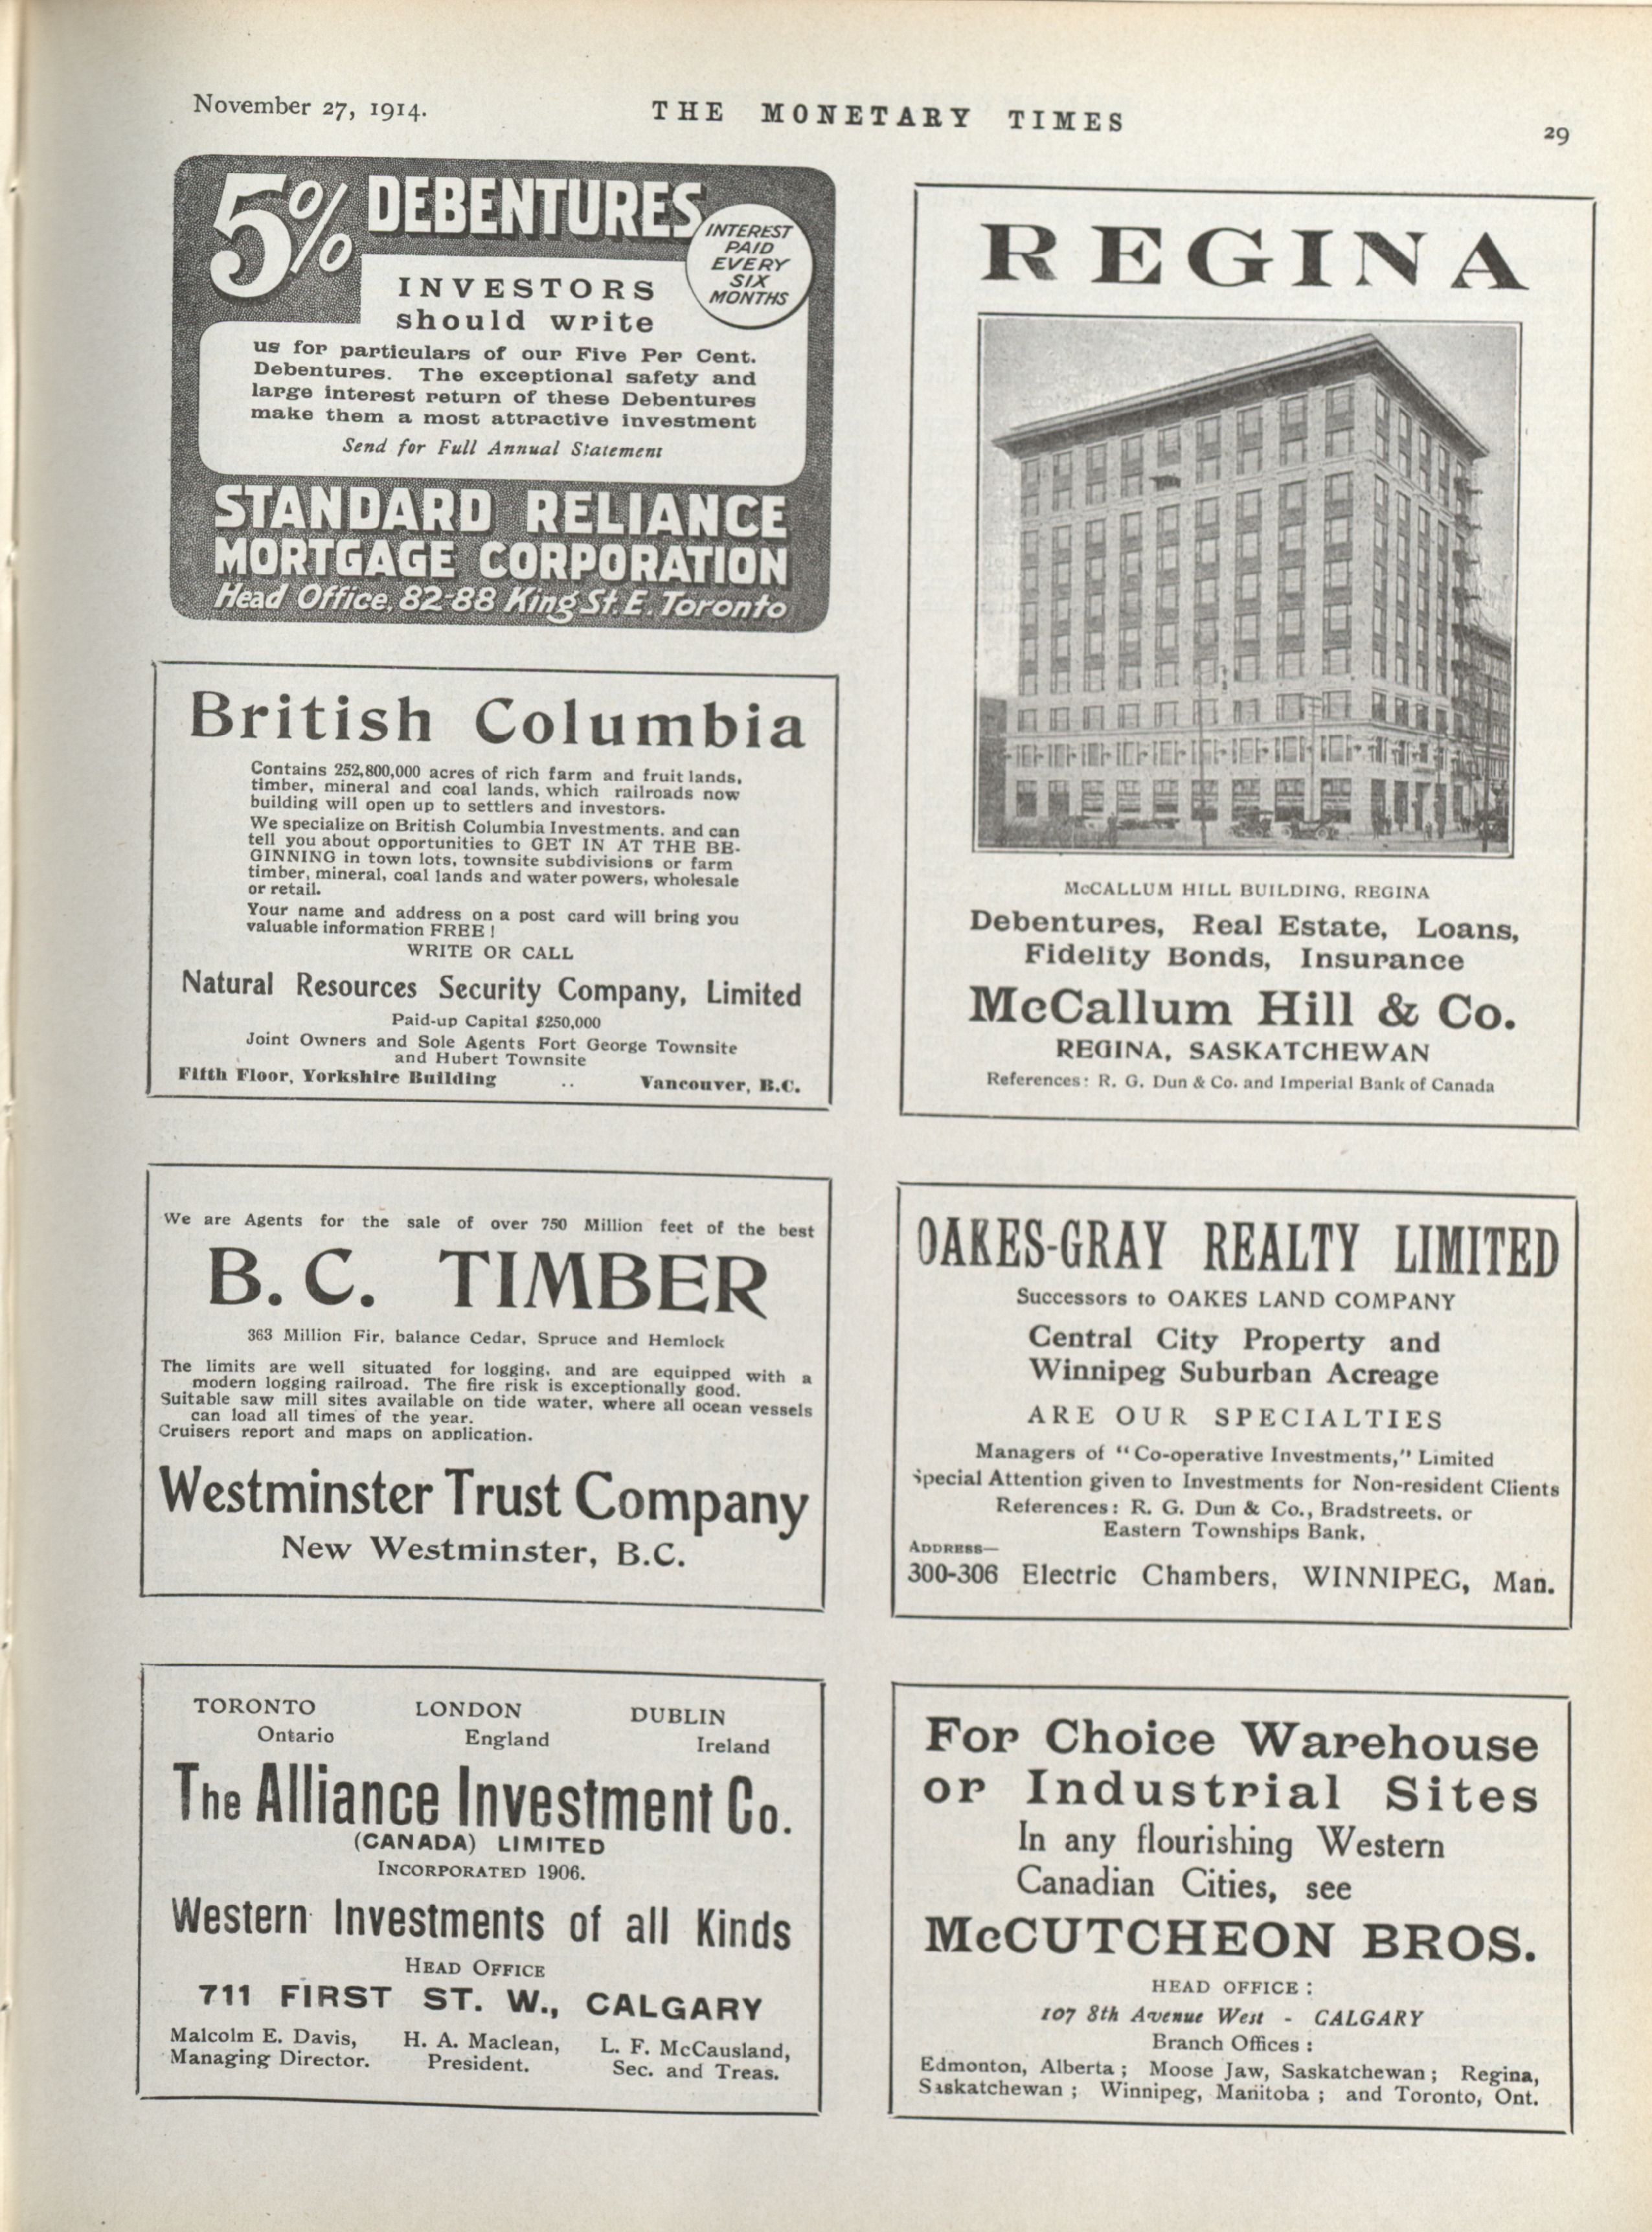 November 27, 1914.
THE MONETARY TIMES
29
5% DEBENTURES
INTEREST
PAID
EVERY
SIX
MONTHS
INVESTORS
should write
us for particulars of our Five Per Cent.
Debentures. The exceptional safety and
large interest return of these Debentures
make them a most attractive investment
Send for Full Annual Statement
STANDARD RELIANCE
MORTGAGE CORPORATION
Head Office, 82-88 King St. E. Toronto
British Columbia
Contains 252,800,000 acres of rich farm and fruit lands,
timber, mineral and coal lands, which railroads now
building will open up to settlers and investors.
We specialize on British Columbia Investments, and can
tell you about opportunities to GET IN AT THE BE-
GINNING in town lots, townsite subdivisions or farm
timber, mineral, coal lands and water powers, wholesale
or retail.
Your name and address on a post card will bring you
valuable information FREE !
WRITE OR CALL
Natural Resources Security Company, Limited
Paid-up Capital $250,000
Joint Owners and Sole Agents Fort George Townsite
and Hubert Townsite
Fifth Floor, Yorkshire Building .. Vancouver, B.C.
We are Agents for the sale of over 750 Million feet of the best
B. C. TIMBER
363 Million Fir, balance Cedar, Spruce and Hemlock
The limits are well situated for logging, and are equipped with a
modern logging railroad. The fire risk is exceptionally good.
Suitable saw mill sites available on tide water, where all ocean vessels
can load all times of the year.
Cruisers report and maps on application.
Westminster Trust Company
New Westminster, B.C.
TORONTO LONDON DUBLIN
Ontario England Ireland
The Alliance Investment Co.
(CANADA) LIMITED
INCORPORATED 1906.
Western Investments of all Kinds
HEAD OFFICE
711 FIRST ST. W., CALGARY
Malcolm E. Davis, H. A. Maclean, L. F. McCausland,
Managing Director. President. Sec. and Treas.
REGINA
McCALLUM HILL BUILDING, REGINA
Debentures, Real Estate, Loans,
Fidelity Bonds, Insurance
McCallum Hill & Co.
REGINA, SASKATCHEWAN
References: R. G. Dun & Co. and Imperial Bank of Canada
OAKES-GRAY REALTY LIMITED
Successors to OAKES LAND COMPANY
Central City Property and
Winnipeg Suburban Acreage
ARE OUR SPECIALTIES
Managers of "Co-operative Investments," Limited
Special Attention given to Investments for Non-resident Clients
References: R. G. Dun & Co., Bradstreets, or
Eastern Townships Bank,
ADDRESS—
300-306 Electric Chambers, WINNIPEG, Man.
For Choice Warehouse
or Industrial Sites
In any flourishing Western
Canadian Cities, see
McCUTCHEON BROS.
HEAD OFFICE :
107 8th Avenue West - CALGARY
Branch Offices :
Edmonton, Alberta ; Moose Jaw, Saskatchewan ; Regina,
Saskatchewan ; Winnipeg, Manitoba ; and Toronto, Ont.